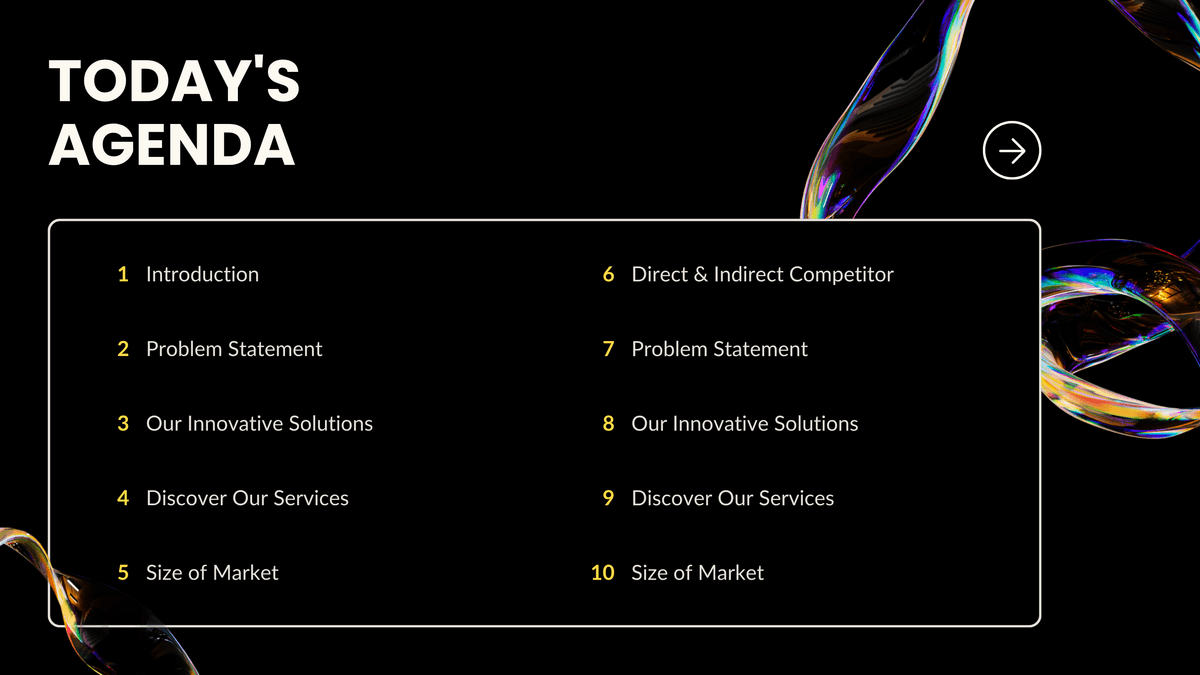 TODAY'S
AGENDA
1 Introduction
2 Problem Statement
3 Our Innovative Solutions
4 Discover Our Services
5 Size of Market
6 Direct & Indirect Competitor
7 Problem Statement
8 Our Innovative Solutions
9 Discover Our Services
10 Size of Market